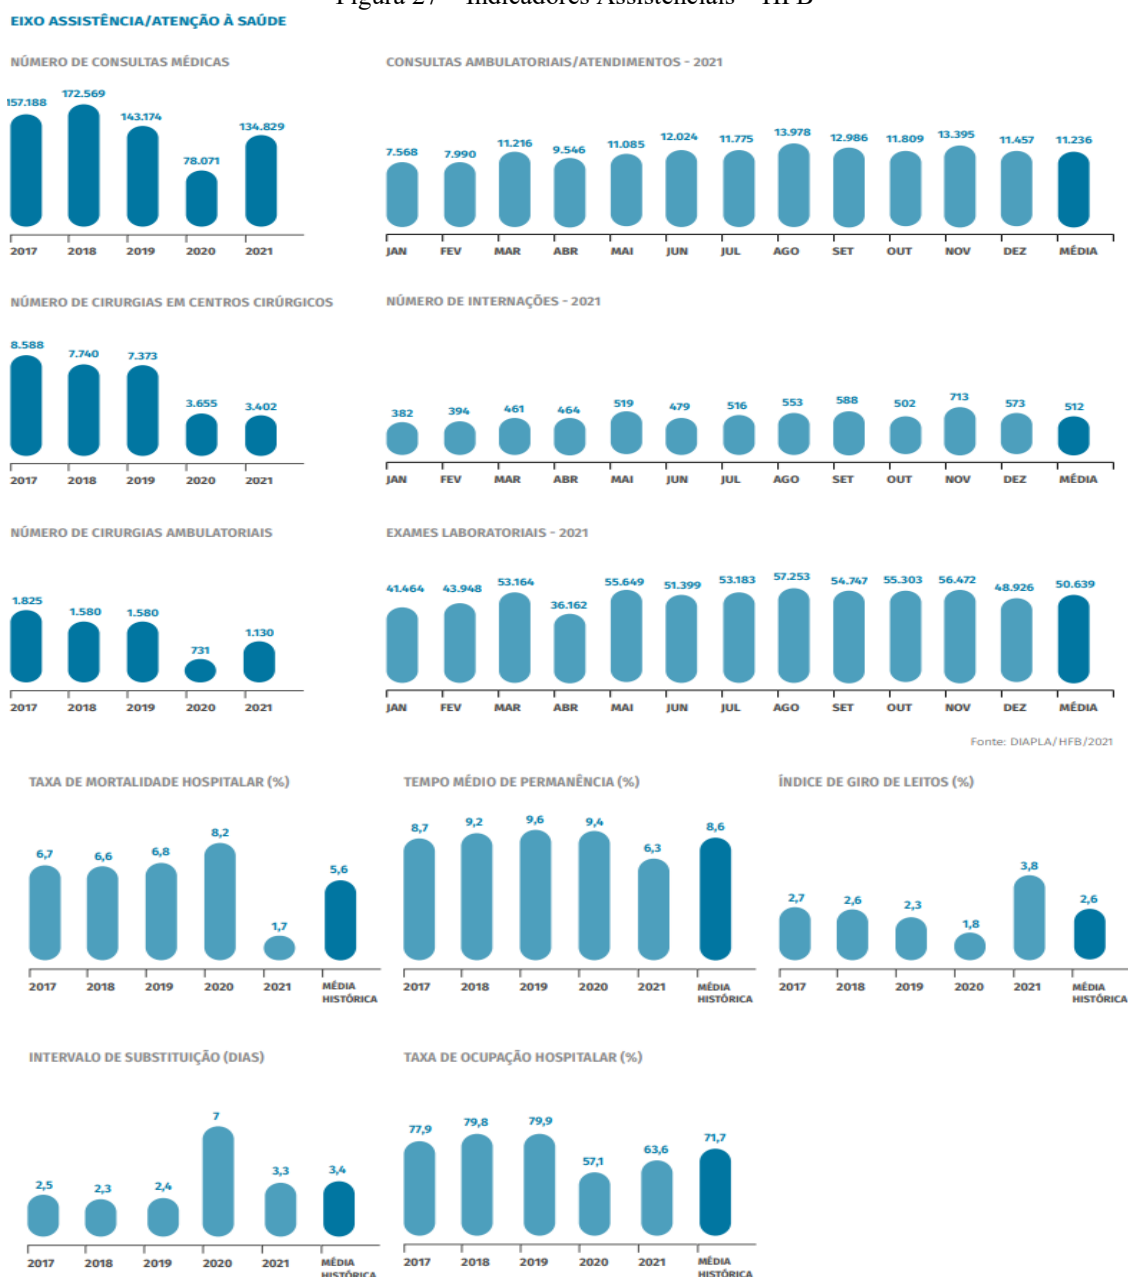 Figura 27 – Indicadores Assistenciais – HFB
EIXO ASSISTÊNCIA/ATENÇÃO À SAÚDE
NÚMERO DE CONSULTAS MÉDICAS
157.188 172.569 143.174 78.071 134.829
2017 2018 2019 2020 2021
CONSULTAS AMBULATORIAIS/ATENDIMENTOS - 2021
7.568 7.990 11.216 9.546 11.085 12.024 11.775 13.978 12.986 11.809 13.395 11.457 11.236
JAN FEV MAR ABR MAI JUN JUL AGO SET OUT NOV DEZ MÉDIA
NÚMERO DE CIRURGIAS EM CENTROS CIRÚRGICOS
8.588 7.740 7.373 3.655 3.402
2017 2018 2019 2020 2021
NÚMERO DE INTERNAÇÕES - 2021
382 394 461 464 519 479 516 553 588 502 713 573 512
JAN FEV MAR ABR MAI JUN JUL AGO SET OUT NOV DEZ MÉDIA
NÚMERO DE CIRURGIAS AMBULATORIAIS
1.825 1.580 1.580 731 1.130
2017 2018 2019 2020 2021
EXAMES LABORATORIAIS - 2021
41.464 43.948 53.164 36.162 55.649 51.399 53.183 57.253 54.747 55.303 56.472 48.926 50.639
JAN FEV MAR ABR MAI JUN JUL AGO SET OUT NOV DEZ MÉDIA
Fonte: DIAPLA/HFB/2021
TAXA DE MORTALIDADE HOSPITALAR (%)
6,7 6,6 6,8 8,2 1,7 5,6
2017 2018 2019 2020 2021 MÉDIA
HISTÓRICA
TEMPO MÉDIO DE PERMANÊNCIA (%)
8,7 9,2 9,6 9,4 6,3 8,6
2017 2018 2019 2020 2021 MÉDIA
HISTÓRICA
ÍNDICE DE GIRO DE LEITOS (%)
2,7 2,6 2,3 1,8 3,8 2,6
2017 2018 2019 2020 2021 MÉDIA
HISTÓRICA
INTERVALO DE SUBSTITUIÇÃO (DIAS)
2,5 2,3 2,4 7 3,3 3,4
2017 2018 2019 2020 2021 MÉDIA
HISTÓRICA
TAXA DE OCUPAÇÃO HOSPITALAR (%)
77,9 79,8 79,9 57,1 63,6 71,7
2017 2018 2019 2020 2021 MÉDIA
HISTÓRICA